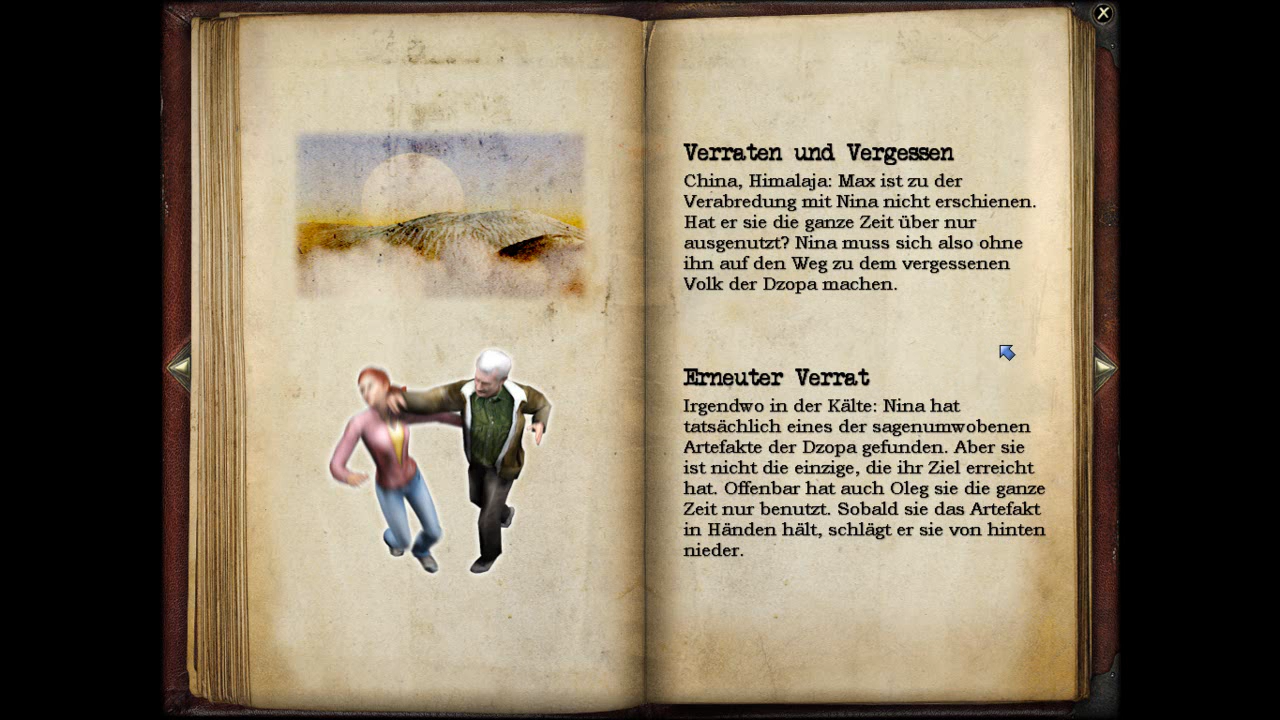 Verraten und Vergessen
China, Himalaja: Max ist zu der
Verabredung mit Nina nicht erschienen.
Hat er sie die ganze Zeit über nur
ausgenutzt? Nina muss sich also ohne
ihn auf den Weg zu dem vergessenen
Volk der Dzopa machen.
Erneuter Verrat
Irgendwo in der Kälte: Nina hat
tatsächlich eines der sagenumwobenen
Artefakte der Dzopa gefunden. Aber sie
ist nicht die einzige, die ihr Ziel erreicht
hat. Offenbar hat auch Oleg sie die ganze
Zeit nur benutzt. Sobald sie das Artefakt
in Händen hält, schlägt er sie von hinten
nieder.